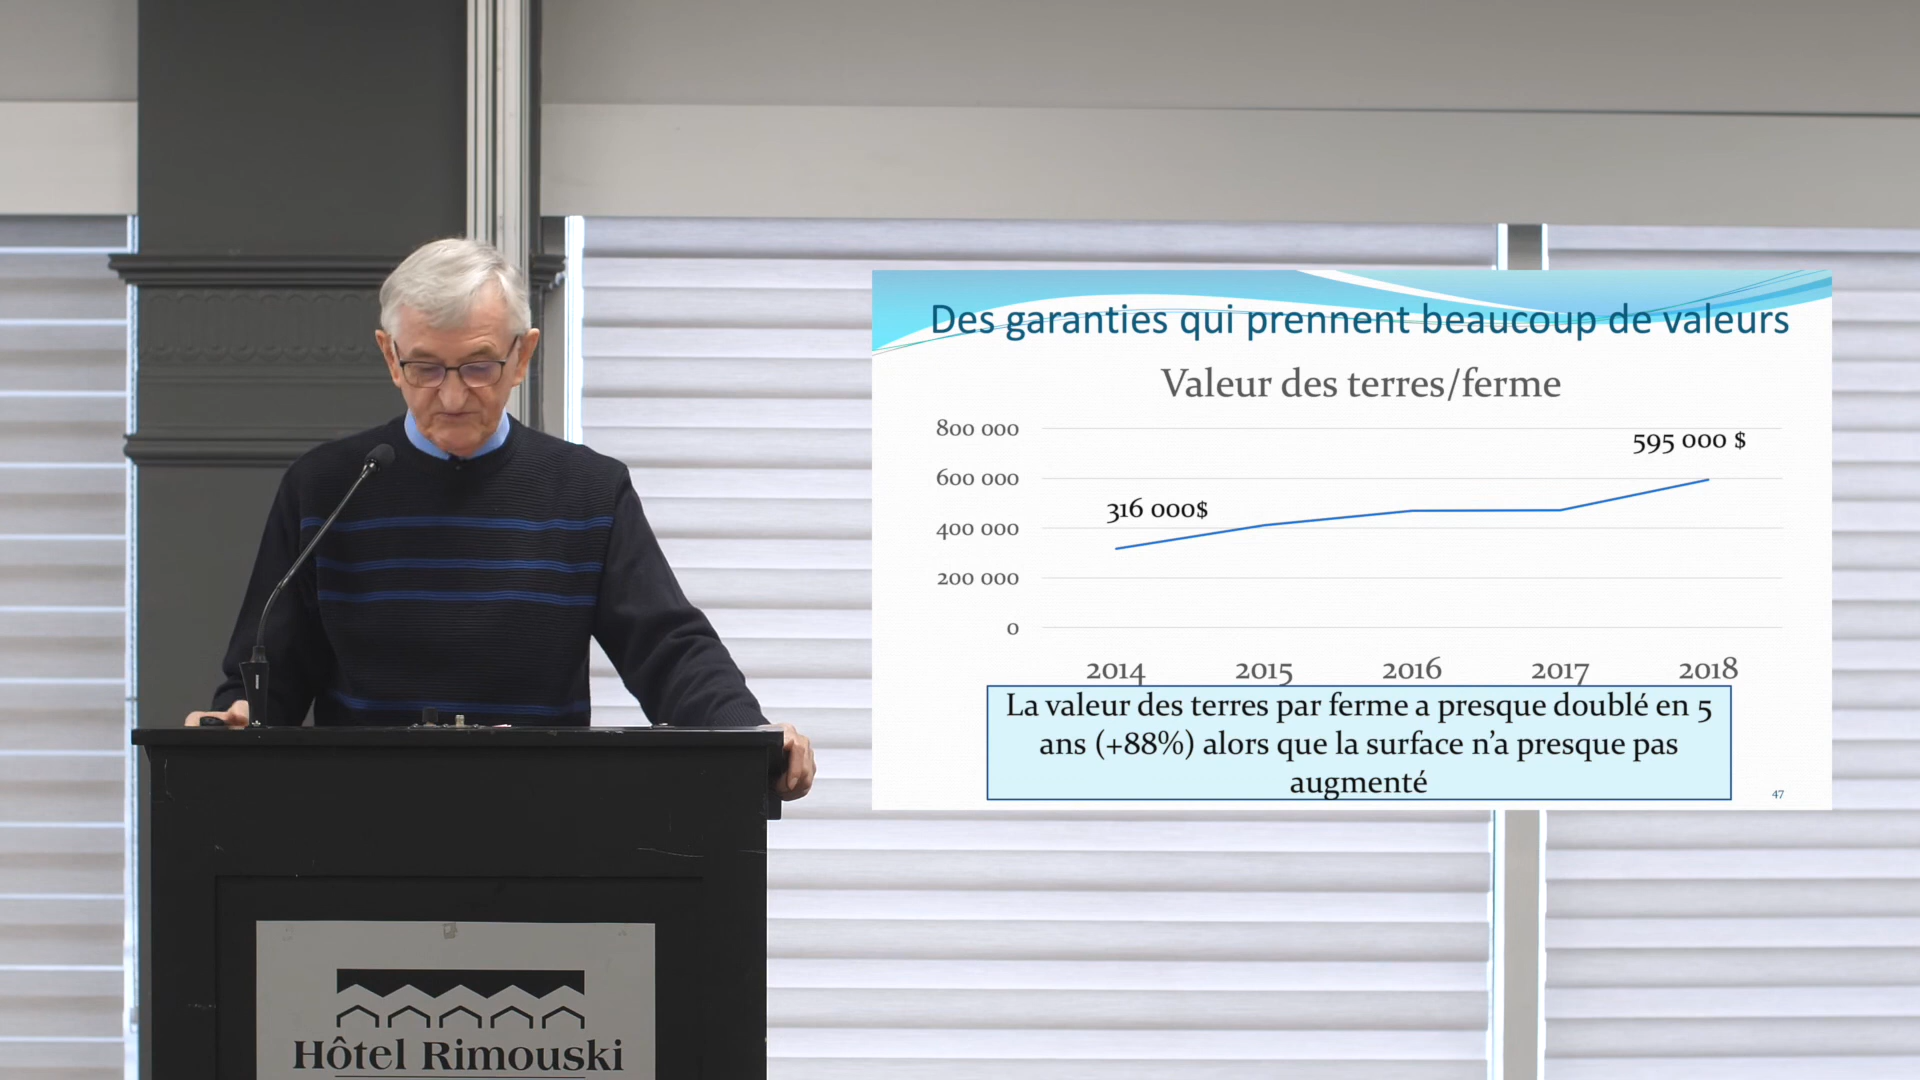 Des garanties qui prennent beaucoup de valeurs
Valeur des terres/ferme
800 000
600 000
400 000
200 000
0
316 000$
595 000 $
2014 2015 2016 2017 2018
La valeur des terres par ferme a presque doublé en 5
ans (+88%) alors que la surface n'a presque pas
augmenté
47
Hôtel Rimouski